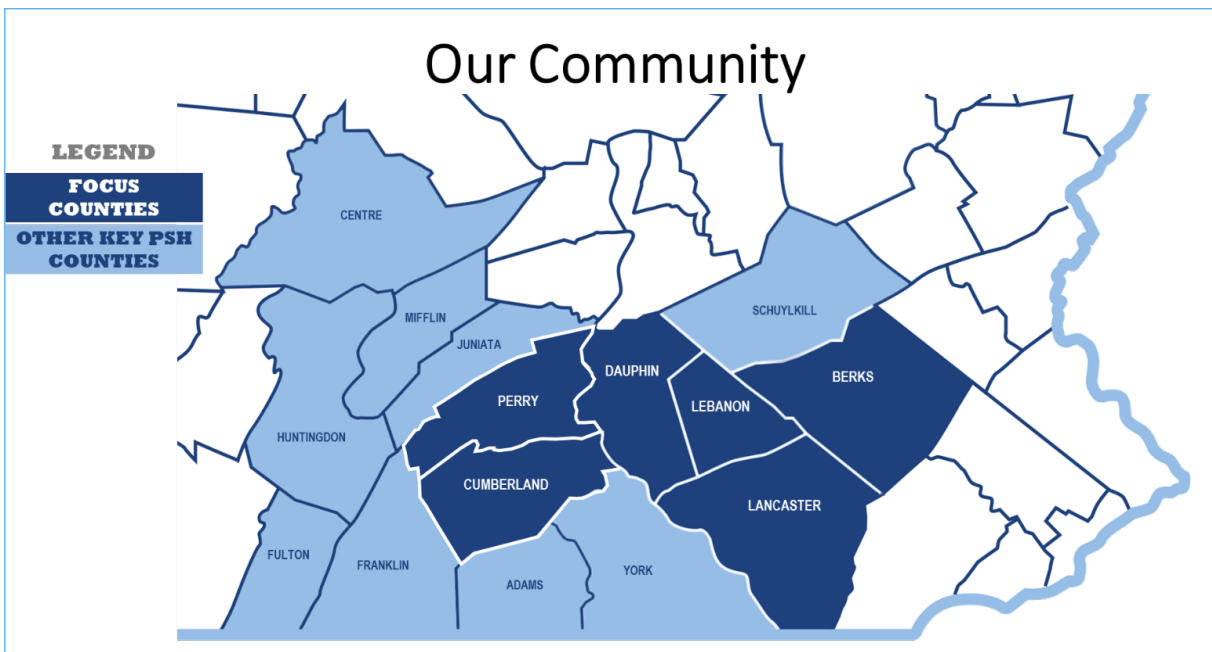 Our Community
LEGEND
FOCUS
COUNTIES
OTHER KEY PSH
COUNTIES
CENTRE
MIFFLIN
SCHUYLKILL
JUNIATA
DAUPHIN
BERKS
PERRY
LEBANON
HUNTINGDON
CUMBERLAND
LANCASTER
FULTON
FRANKLIN
YORK
ADAMS